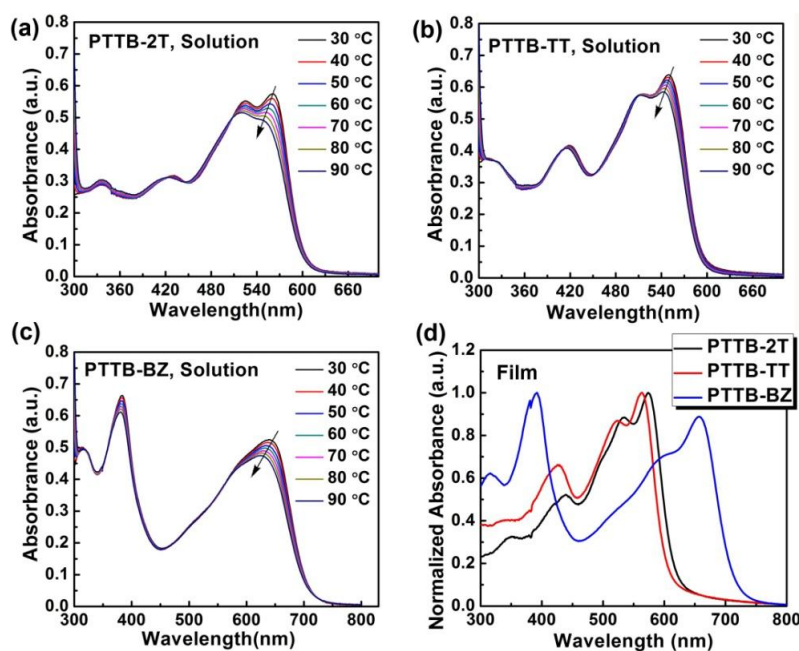 (a)
PTTB-2T, Solution
30 °C
40 °C
50 °C
60 °C
70 °C
80 °C
90 °C
Absorbrance (a.u.)
0.8
0.7
0.6
0.5
0.4
0.3
0.2
0.1
0.0
300 360 420 480 540 600 660
Wavelength(nm)
(b)
PTTB-TT, Solution
30 °C
40 °C
50 °C
60 °C
70 °C
80 °C
90 °C
Absorbrance (a.u.)
0.8
0.7
0.6
0.5
0.4
0.3
0.2
0.1
0.0
300 360 420 480 540 600 660
Wavelength(nm)
(c)
PTTB-BZ, Solution
30 °C
40 °C
50 °C
60 °C
70 °C
80 °C
90 °C
Absorbrance (a.u.)
0.8
0.7
0.6
0.5
0.4
0.3
0.2
0.1
0.0
300 400 500 600 700 800
Wavelength(nm)
(d)
Film
PTTB-2T
PTTB-TT
PTTB-BZ
Normalized Absorbance (a.u.)
1.2
1.0
0.8
0.6
0.4
0.2
0.0
300 400 500 600 700 800
Wavelength (nm)